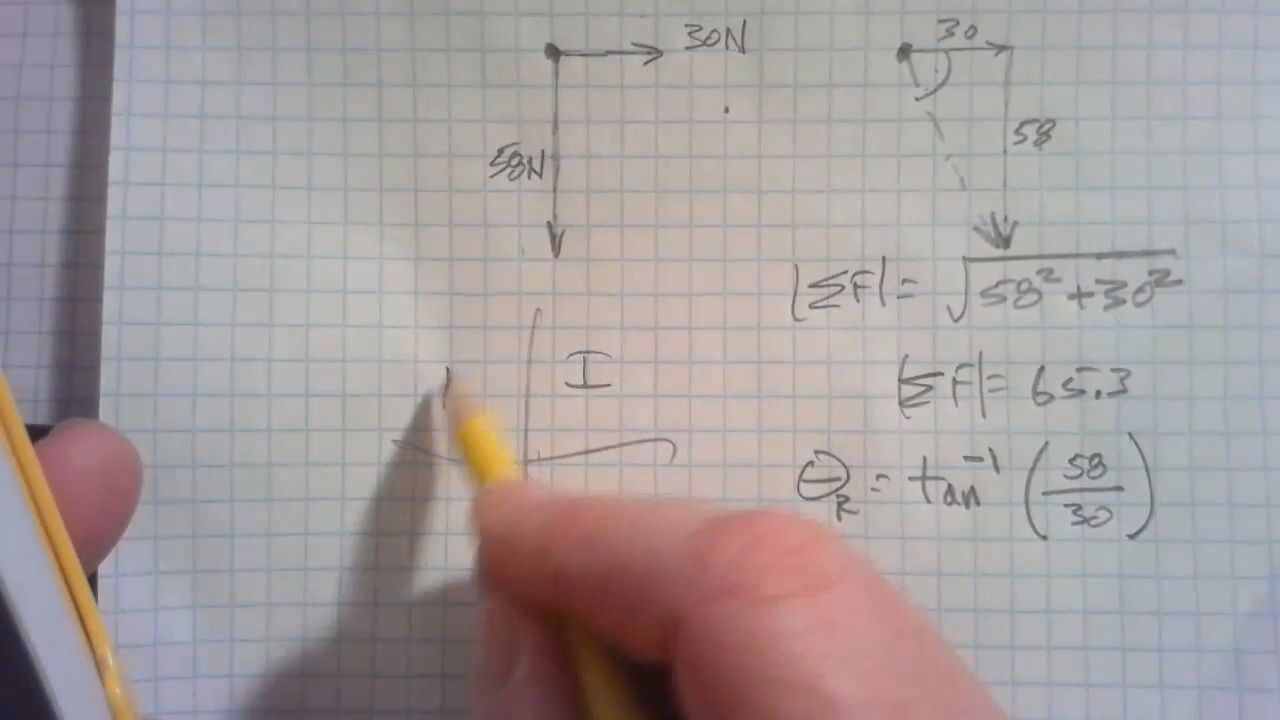 30N
58N
30
58
|ΣF| = √58² + 30²
I
|ΣF| = 65.3
θR = tan⁻¹ (58/30)